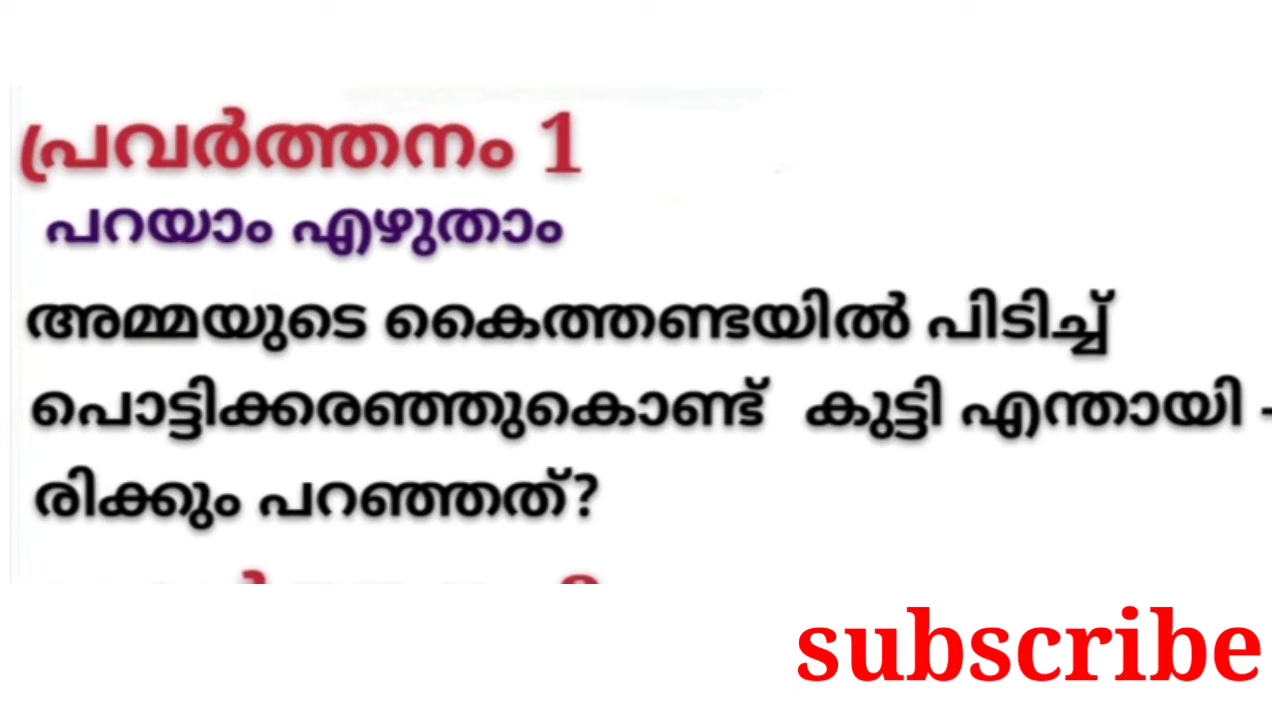 പ്രവർത്തനം 1
പറയാം എഴുതാം
അമ്മയുടെ കൈത്തണ്ടയിൽ പിടിച്ച്
പൊട്ടിക്കരഞ്ഞുകൊണ്ട് കുട്ടി എന്തായി -
രിക്കും പറഞ്ഞത്?
subscribe